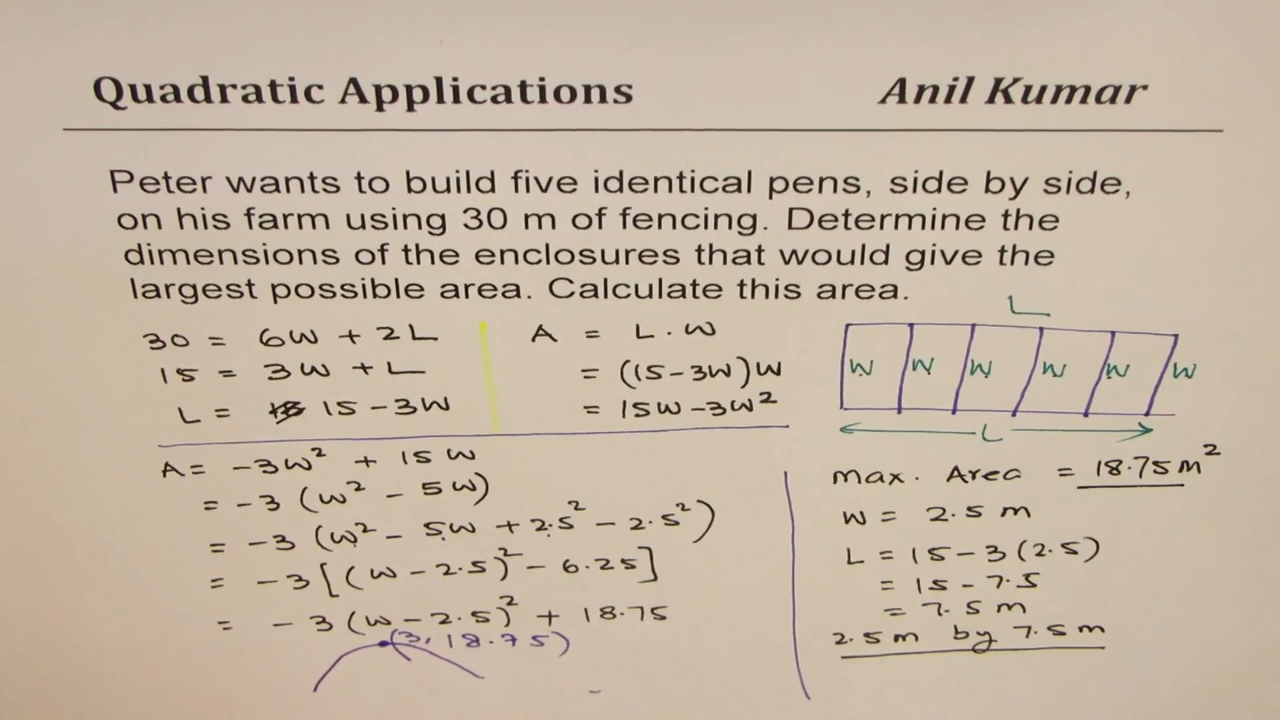 Quadratic Applications Anil Kumar
Peter wants to build five identical pens, side by side,
on his farm using 30 m of fencing. Determine the
dimensions of the enclosures that would give the
largest possible area. Calculate this area.
30 = 6W + 2L
15 = 3W + L
L = 15 - 3W
A = L · W
= (15-3W)W
= 15W - 3W²
L
W W W W W W
L
A = -3W² + 15W
= -3 (W² - 5W)
= -3 (W² - 5W + 2.5² - 2.5²)
= -3 [(W - 2.5)² - 6.25]
= -3 (W - 2.5)² + 18.75
(3, 18.75)
max. Area = 18.75 m²
W = 2.5 m
L = 15 - 3(2.5)
= 15 - 7.5
= 7.5 m
2.5 m by 7.5 m